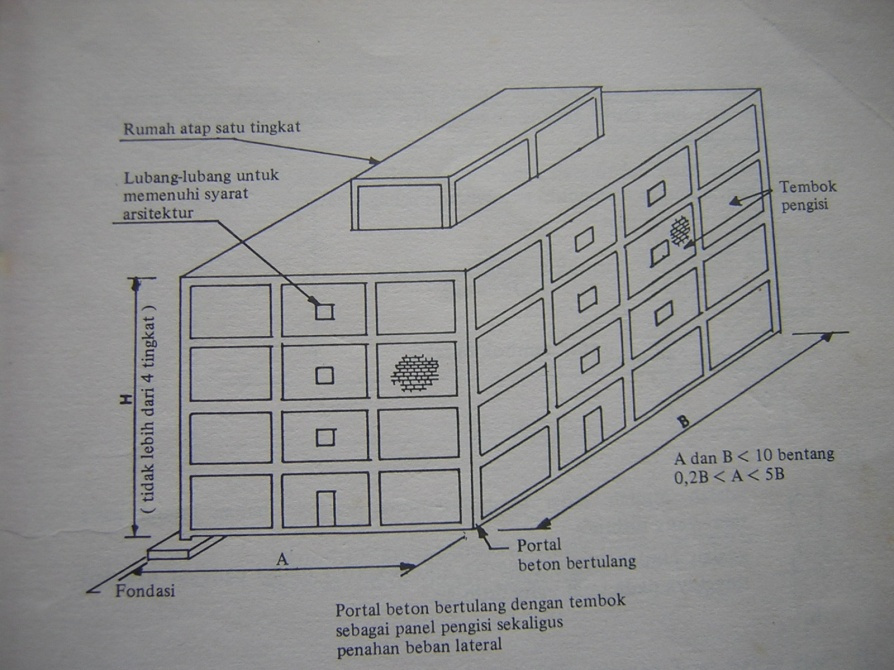 Rumah atap satu tingkat
Lubang-lubang untuk
memenuhi syarat
arsitektur
Tembok
pengisi
H
( tidak lebih dari 4 tingkat )
B
A dan B < 10 bentang
0,2B < A < 5B
Portal
beton bertulang
A
Fondasi
Portal beton bertulang dengan tembok
sebagai panel pengisi sekaligus
penahan beban lateral